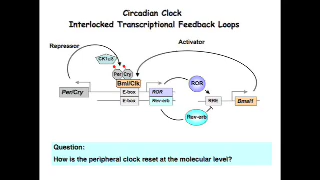 Circadian Clock
Interlocked Transcriptional Feedback Loops
Repressor
Activator
CK1ε/δ
Per Cry
ROR
Bml/Clk
Per/Cry
E-box
ROR
RRE
Bmal1
E-box
Rev-erb
Rev-erb
Question:
How is the peripheral clock reset at the molecular level?